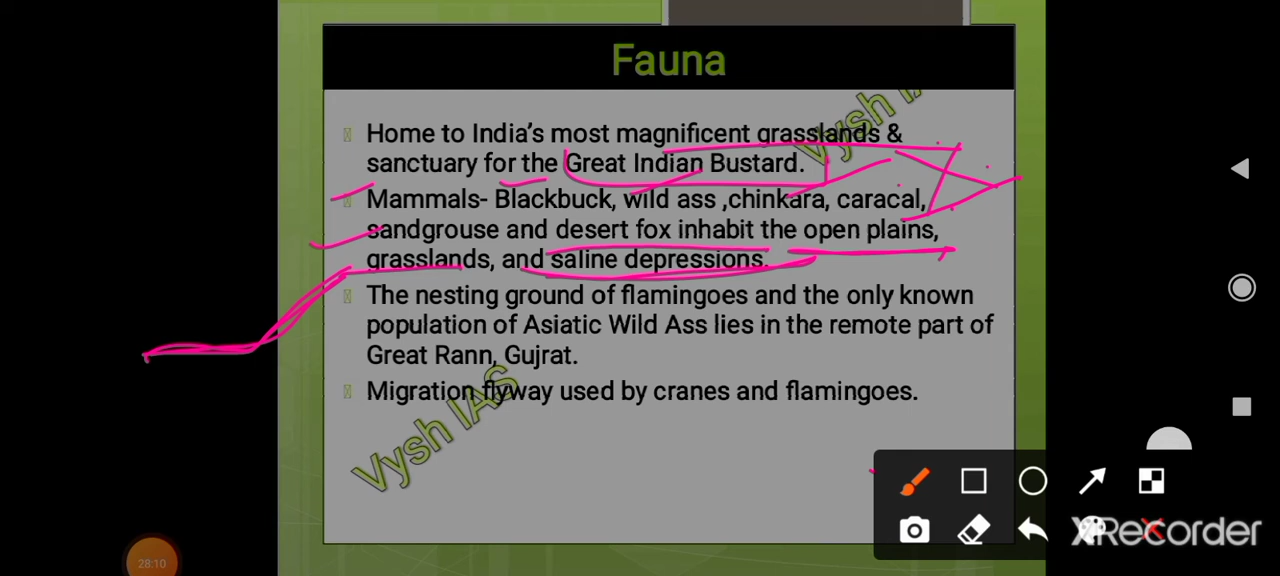 Fauna
Vysh IA
Home to India's most magnificent grasslands &
sanctuary for the Great Indian Bustard.
Mammals- Blackbuck, wild ass ,chinkara, caracal,
sandgrouse and desert fox inhabit the open plains,
grasslands, and saline depressions.
The nesting ground of flamingoes and the only known
population of Asiatic Wild Ass lies in the remote part of
Great Rann, Gujrat.
Migration flyway used by cranes and flamingoes.
Vysh IAS
XRecorder
28:10